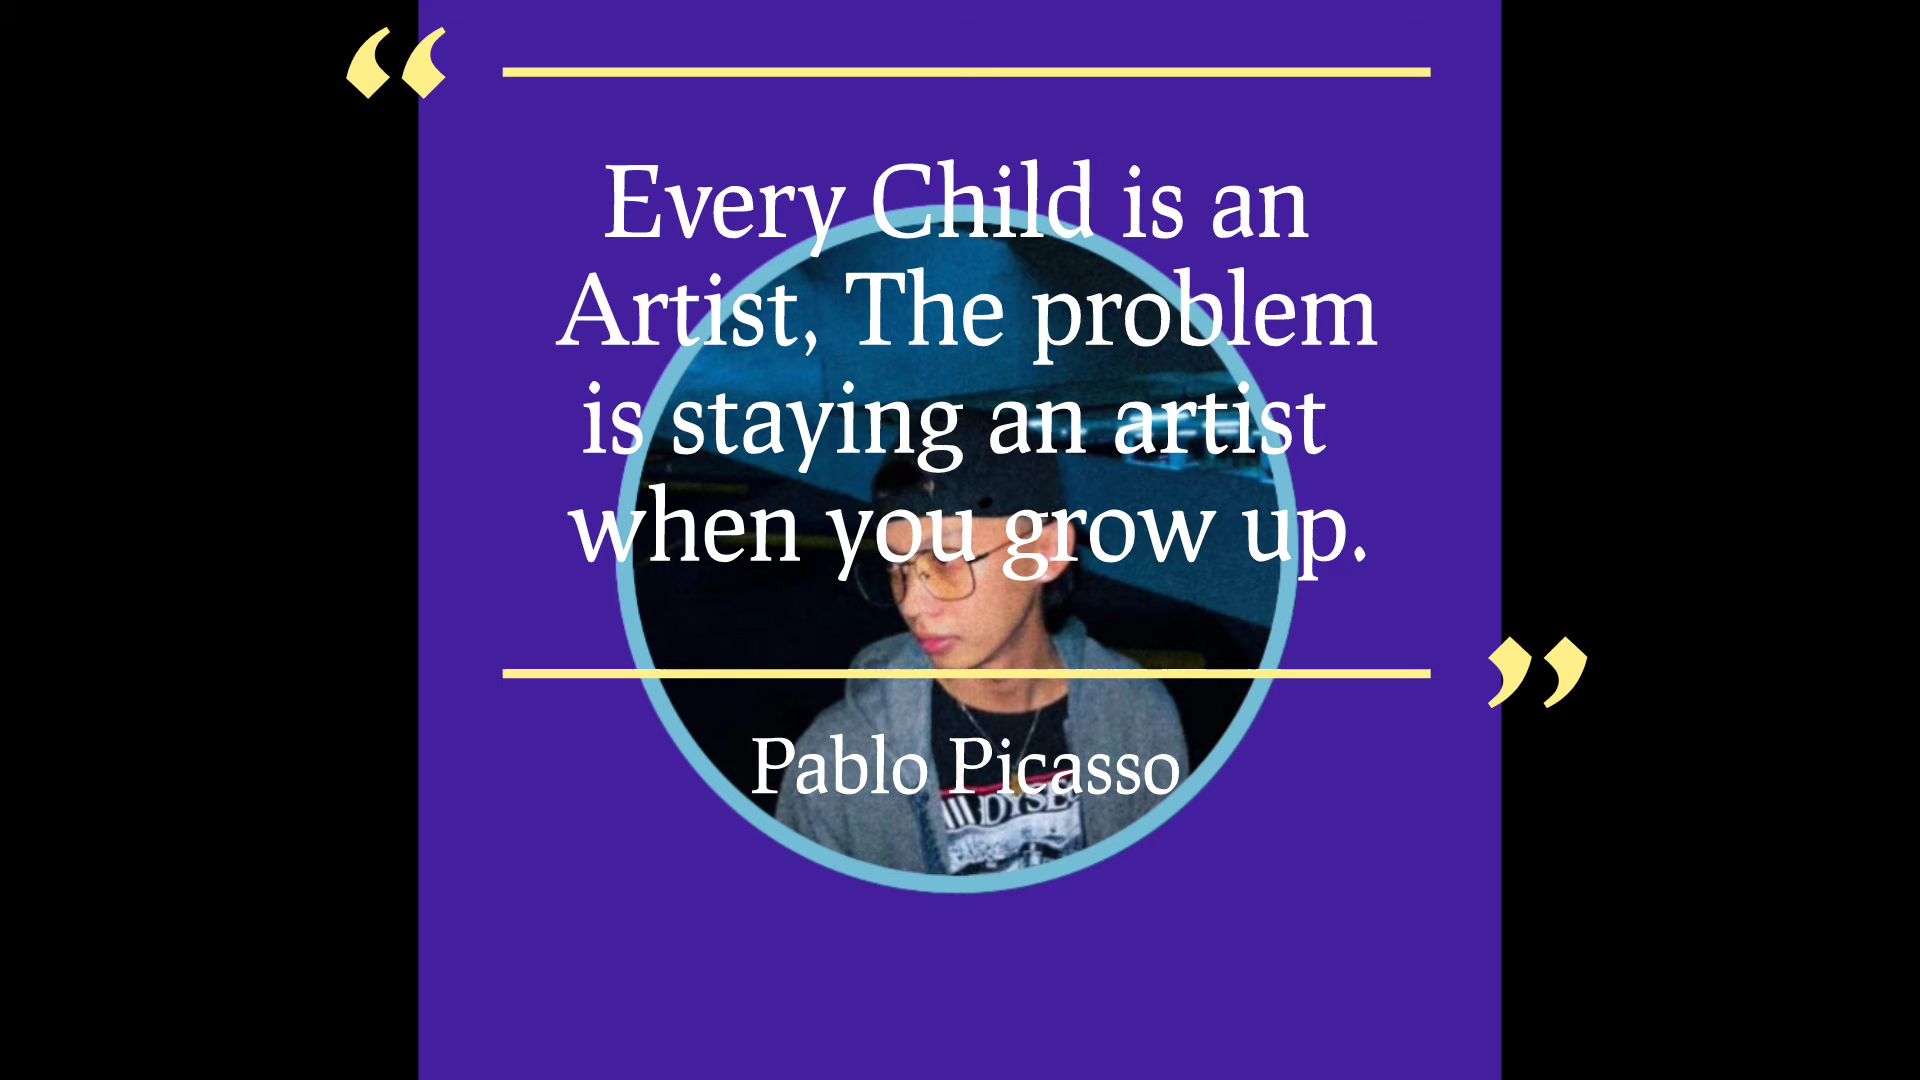 “
Every Child is an
Artist, The problem
is staying an artist
when you grow up.
”
Pablo Picasso